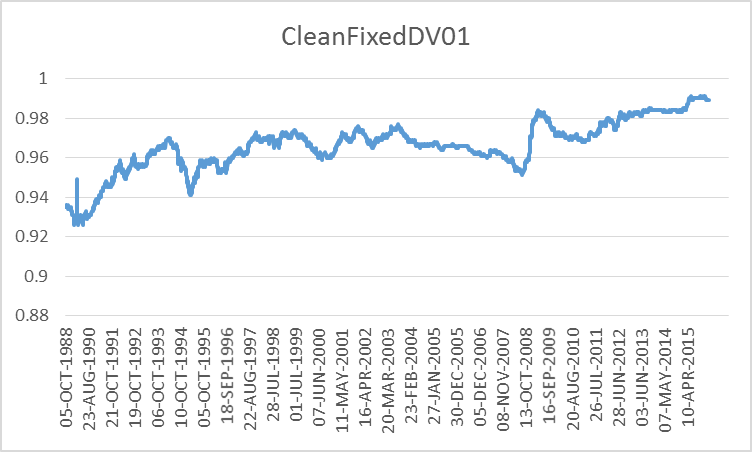 CleanFixedDV01
1
0.98
0.96
0.94
0.92
0.9
0.88
05-OCT-1988
23-AUG-1990
21-OCT-1991
19-OCT-1992
06-OCT-1993
10-OCT-1994
05-OCT-1995
18-SEP-1996
22-AUG-1997
28-JUL-1998
01-JUL-1999
07-JUN-2000
11-MAY-2001
16-APR-2002
20-MAR-2003
23-FEB-2004
27-JAN-2005
30-DEC-2005
05-DEC-2006
08-NOV-2007
13-OCT-2008
16-SEP-2009
20-AUG-2010
26-JUL-2011
28-JUN-2012
03-JUN-2013
07-MAY-2014
10-APR-2015